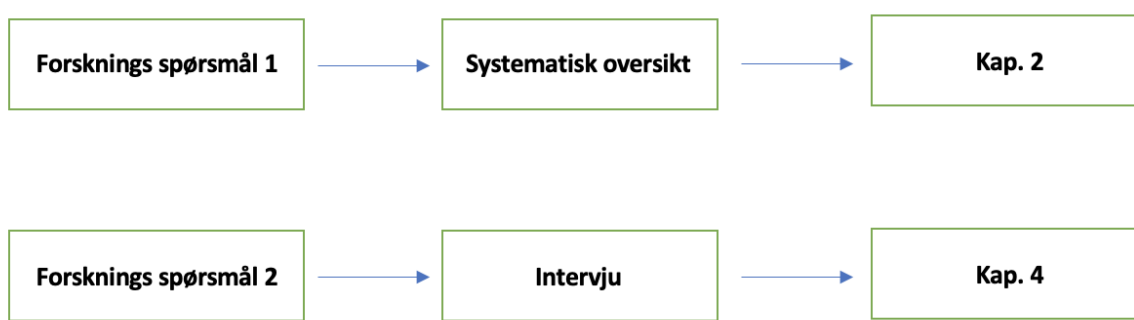 Forsknings spørsmål 1
Systematisk oversikt
Kap. 2
Forsknings spørsmål 2
Intervju
Kap. 4